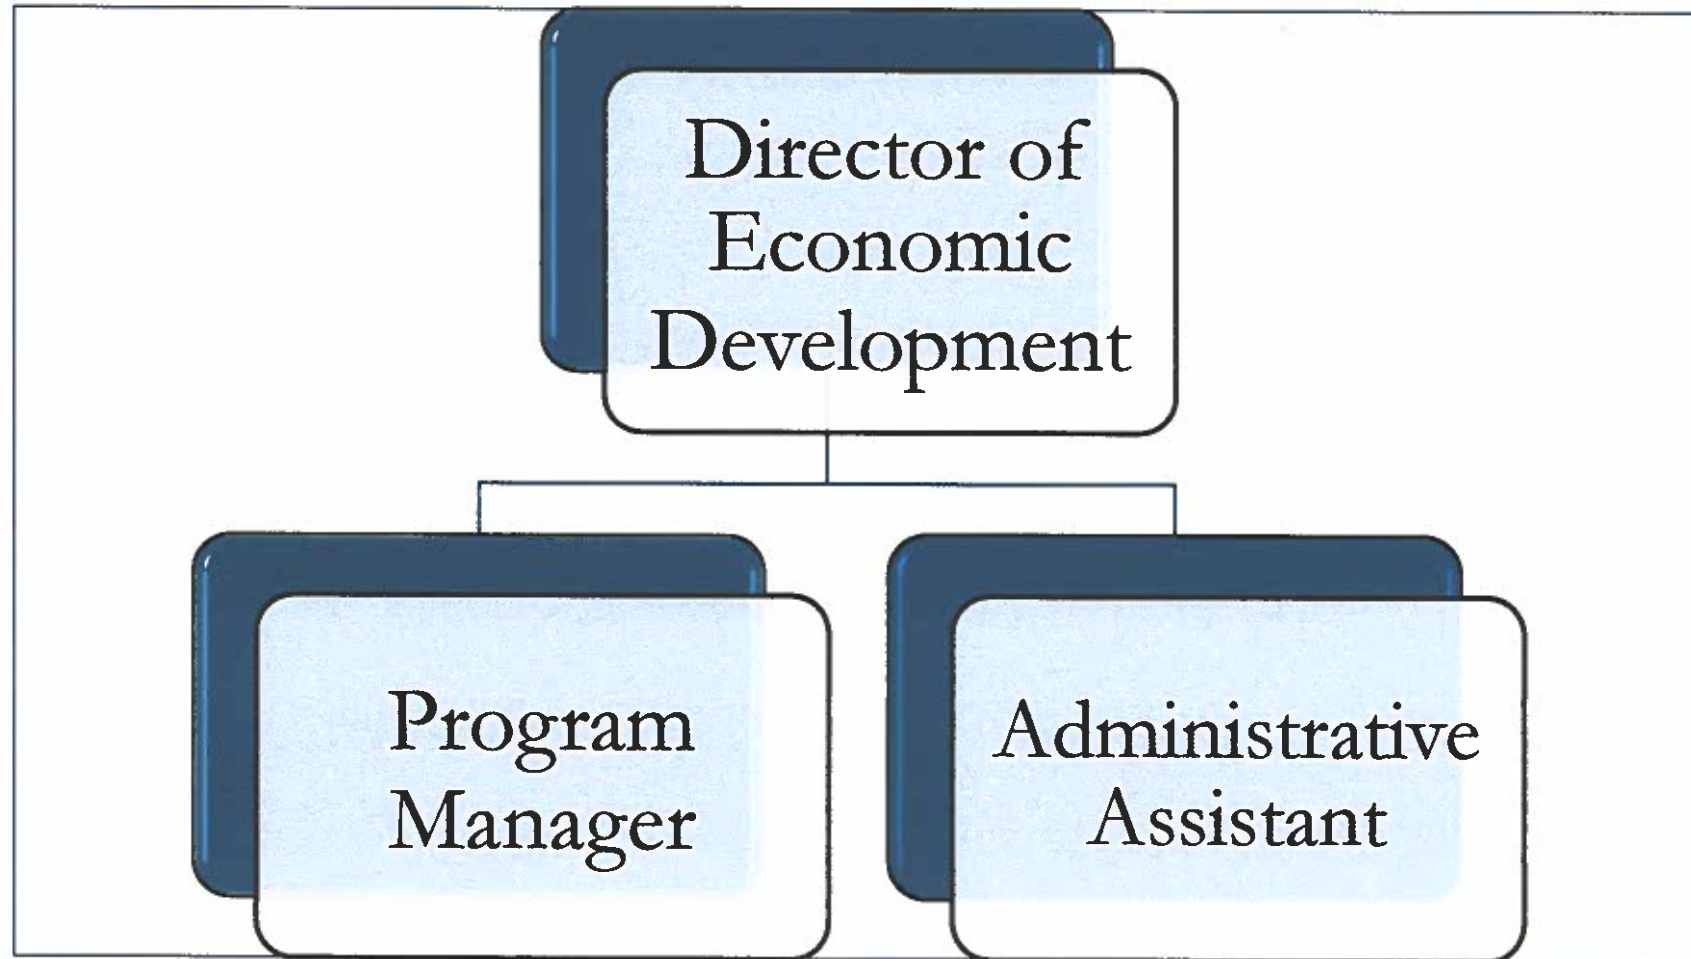 Director of
Economic
Development
Program
Manager
Administrative
Assistant